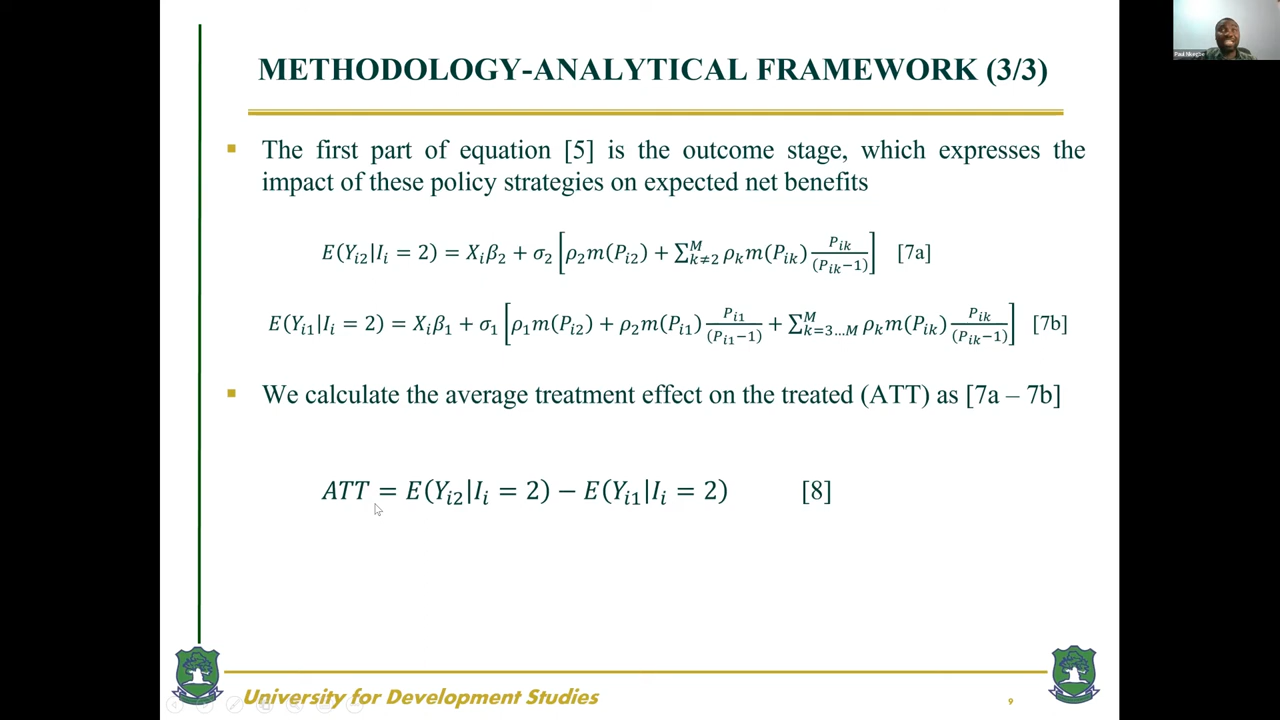 METHODOLOGY-ANALYTICAL FRAMEWORK (3/3)
▪ The first part of equation [5] is the outcome stage, which expresses the
impact of these policy strategies on expected net benefits
E(Y_{i2}|I_i = 2) = X_iβ_2 + σ_2 [ρ_2m(P_{i2}) + ∑_{k≠2}^{M} ρ_km(P_{ik}) P_{ik}/(P_{ik}−1)] [7a]
E(Y_{i1}|I_i = 2) = X_iβ_1 + σ_1 [ρ_1m(P_{i2}) + ρ_2m(P_{i1}) P_{i1}/(P_{i1}−1) + ∑_{k=3…M}^{M} ρ_km(P_{ik}) P_{ik}/(P_{ik}−1)] [7b]
▪ We calculate the average treatment effect on the treated (ATT) as [7a – 7b]
ATT = E(Y_{i2}|I_i = 2) − E(Y_{i1}|I_i = 2) [8]
University for Development Studies
9